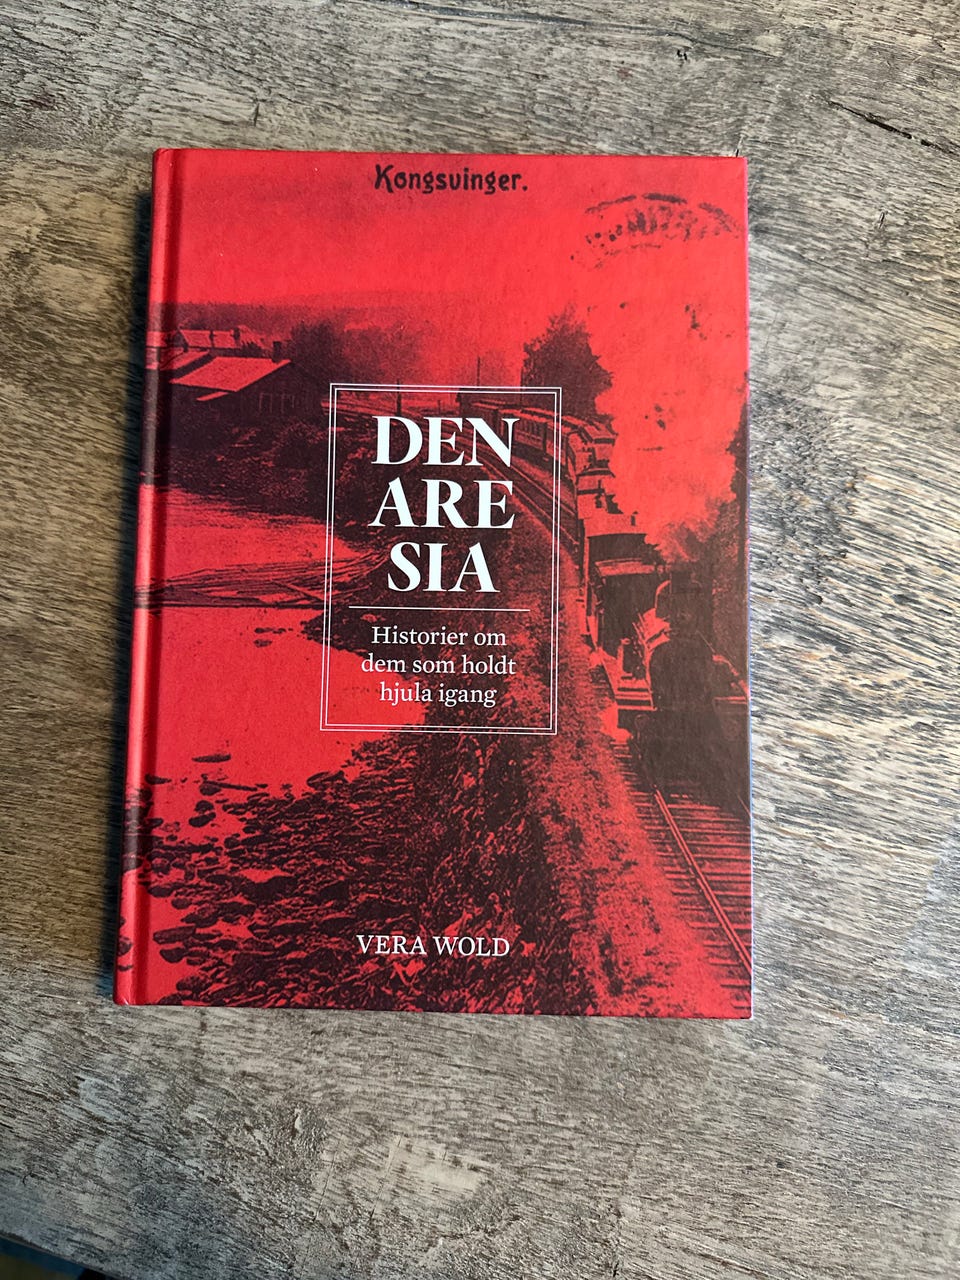 Kongsvinger.
DEN
ARE
SIA
Historier om
dem som holdt
hjula igang
VERA WOLD